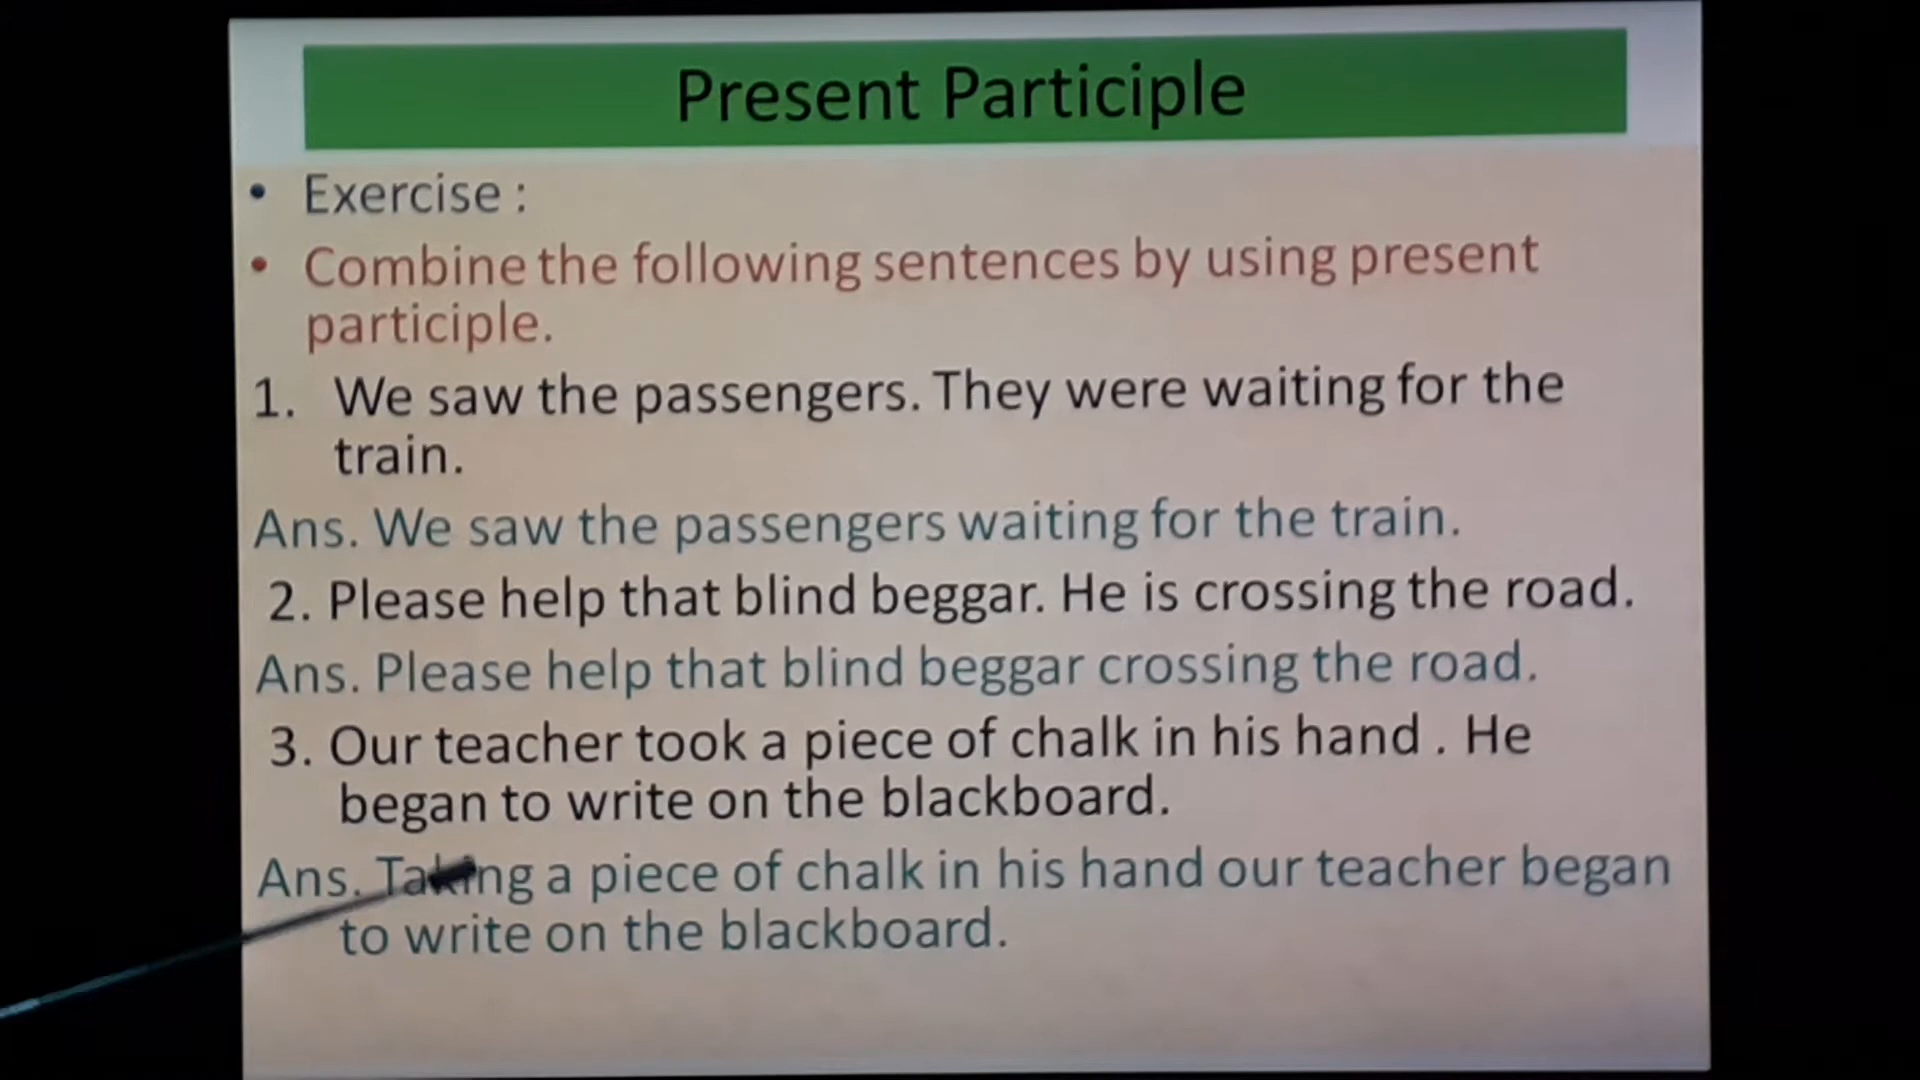 Present Participle
• Exercise :
• Combine the following sentences by using present
participle.
1. We saw the passengers. They were waiting for the
train.
Ans. We saw the passengers waiting for the train.
2. Please help that blind beggar. He is crossing the road.
Ans. Please help that blind beggar crossing the road.
3. Our teacher took a piece of chalk in his hand . He
began to write on the blackboard.
Ans. Taking a piece of chalk in his hand our teacher began
to write on the blackboard.